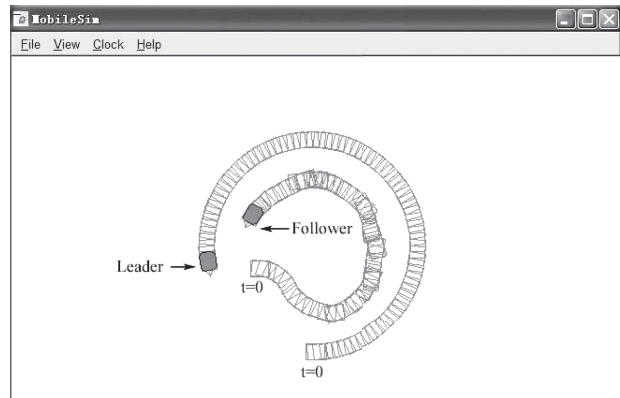 MobileSim
File View Clock Help
Follower
Leader
t=0
t=0